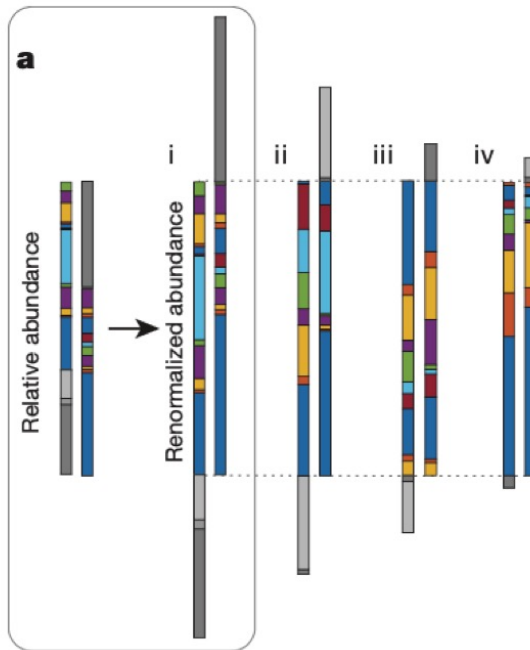 a
i
ii
iii
iv
Relative abundance
Renormalized abundance